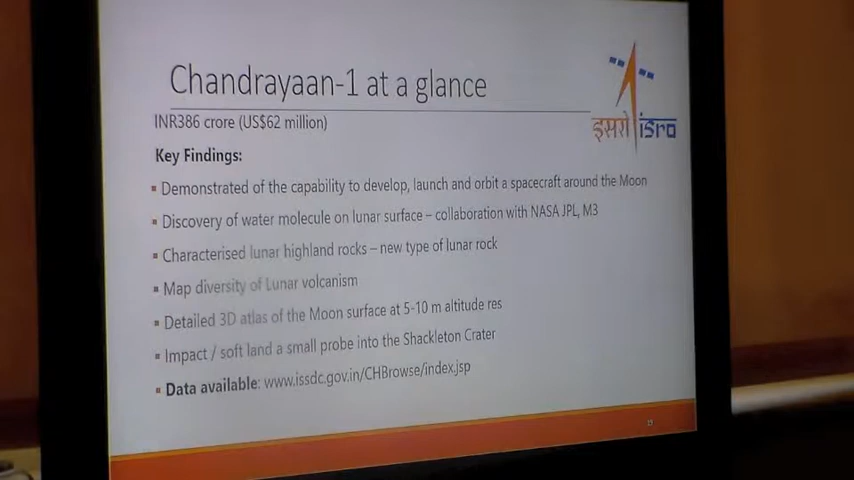 Chandrayaan-1 at a glance
इसरो isro
INR386 crore (US$62 million)
Key Findings:
▪ Demonstrated of the capability to develop, launch and orbit a spacecraft around the Moon
▪ Discovery of water molecule on lunar surface – collaboration with NASA JPL, M3
▪ Characterised lunar highland rocks – new type of lunar rock
▪ Map diversity of Lunar volcanism
▪ Detailed 3D atlas of the Moon surface at 5-10 m altitude res
▪ Impact / soft land a small probe into the Shackleton Crater
▪ Data available: www.issdc.gov.in/CHBrowse/index.jsp